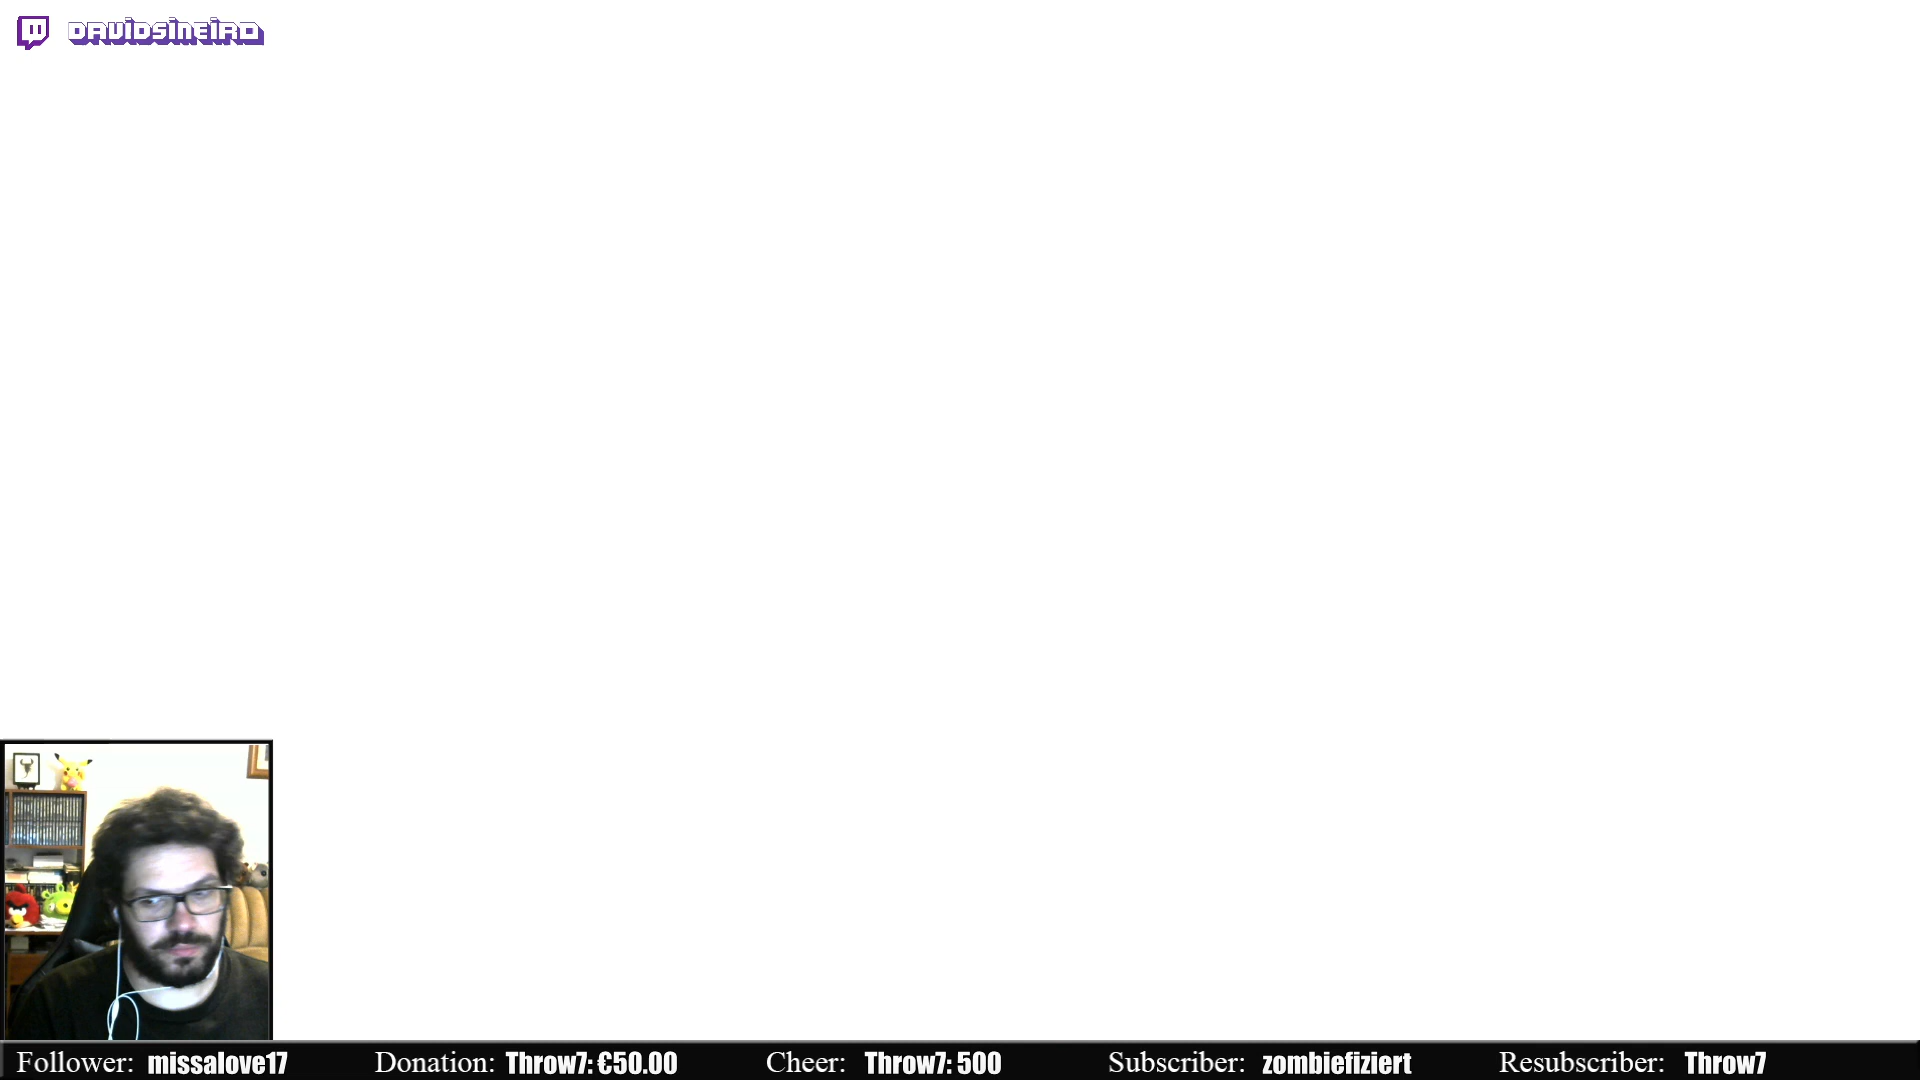 DAVIDSINEIRO
Follower: missalove17 Donation: Throw7: €50.00 Cheer: Throw7: 500 Subscriber: zombiefiziert Resubscriber: Throw7